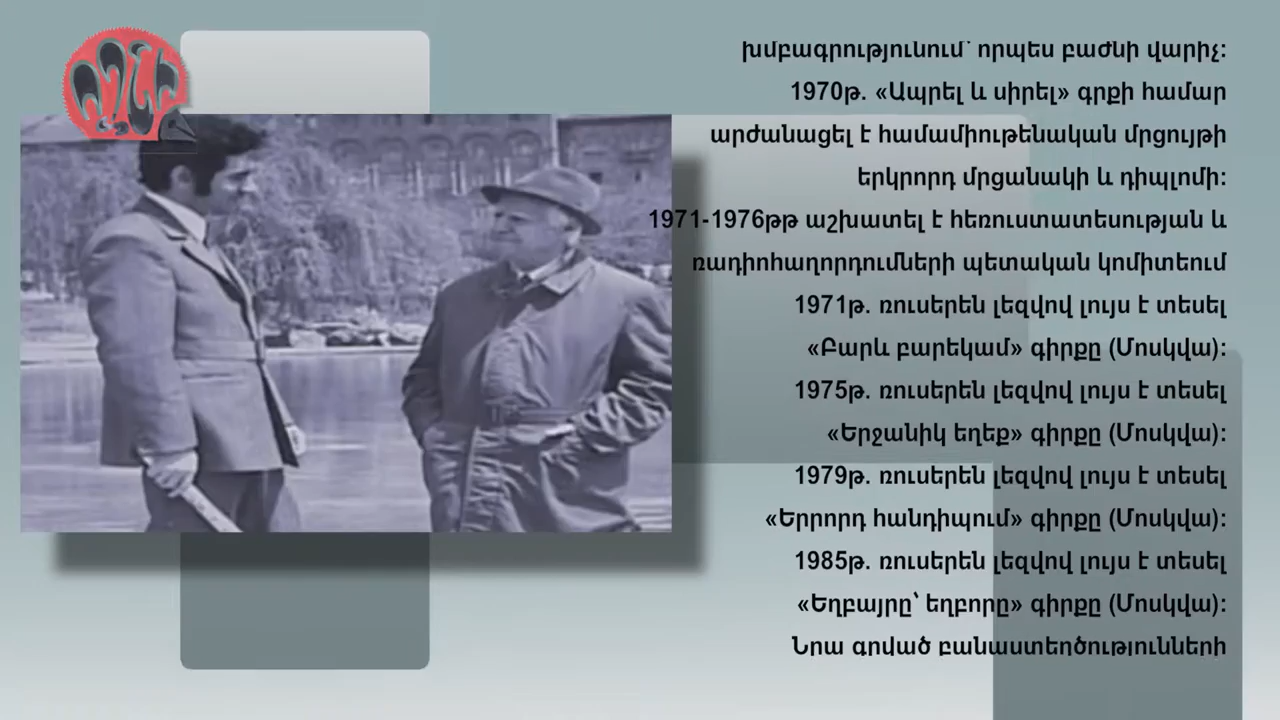 խմբագրությունում՝ որպես բաժնի վարիչ:
1970թ. «Ապրել և սիրել» գրքի համար
արժանացել է համամիութենական մրցույթի
երկրորդ մրցանակի և դիպլոմի:
1971-1976թթ աշխատել է հեռուստատեսության և
ռադիոհաղորդումների պետական կոմիտեում
1971թ. ռուսերեն լեզվով լույս է տեսել
«Բարև բարեկամ» գիրքը (Մոսկվա):
1975թ. ռուսերեն լեզվով լույս է տեսել
«Երջանիկ եղեք» գիրքը (Մոսկվա):
1979թ. ռուսերեն լեզվով լույս է տեսել
«Երրորդ հանդիպում» գիրքը (Մոսկվա):
1985թ. ռուսերեն լեզվով լույս է տեսել
«Եղբայրը՝ եղբորը» գիրքը (Մոսկվա):
Նրա գրված բանաստեղծությունների